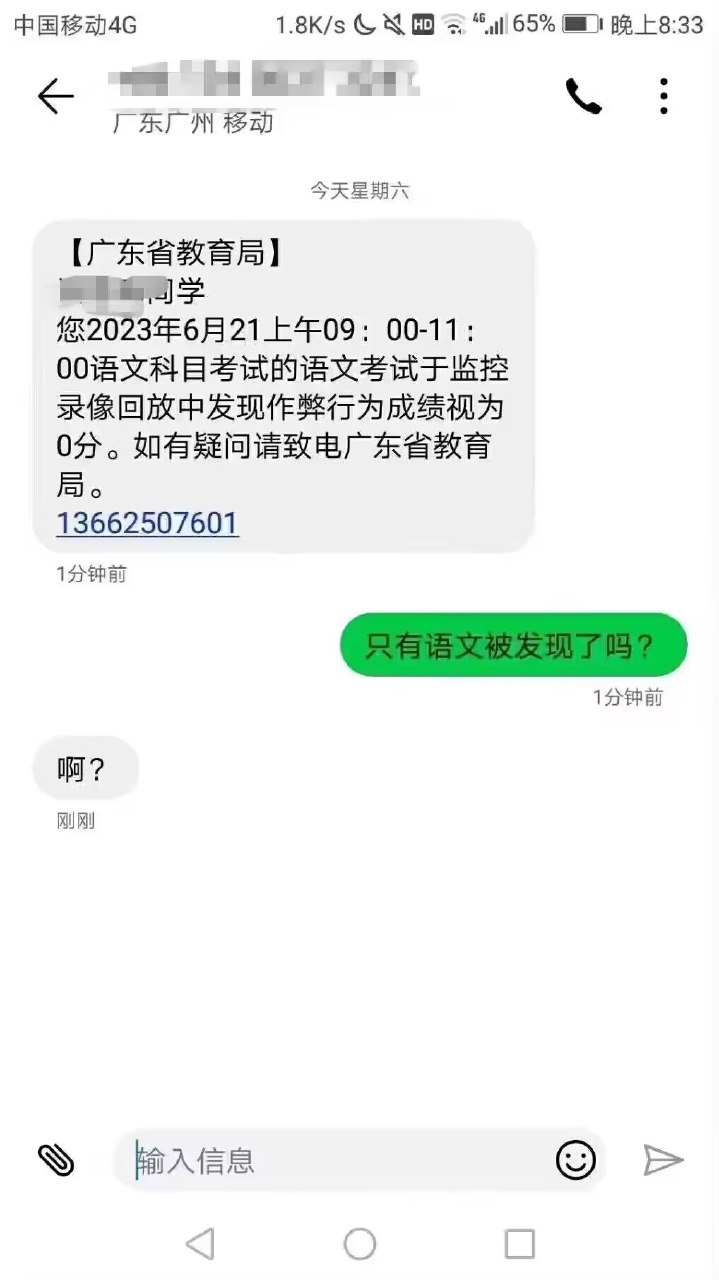 中国移动4G 1.8K/s HD 4G 65% 晚上8:33
广东广州 移动
今天星期六
【广东省教育局】
同学
您2023年6月21上午09：00-11：
00语文科目考试的语文考试于监控
录像回放中发现作弊行为成绩视为
0分。如有疑问请致电广东省教育
局。
13662507601
1分钟前
只有语文被发现了吗？
1分钟前
啊？
刚刚
输入信息